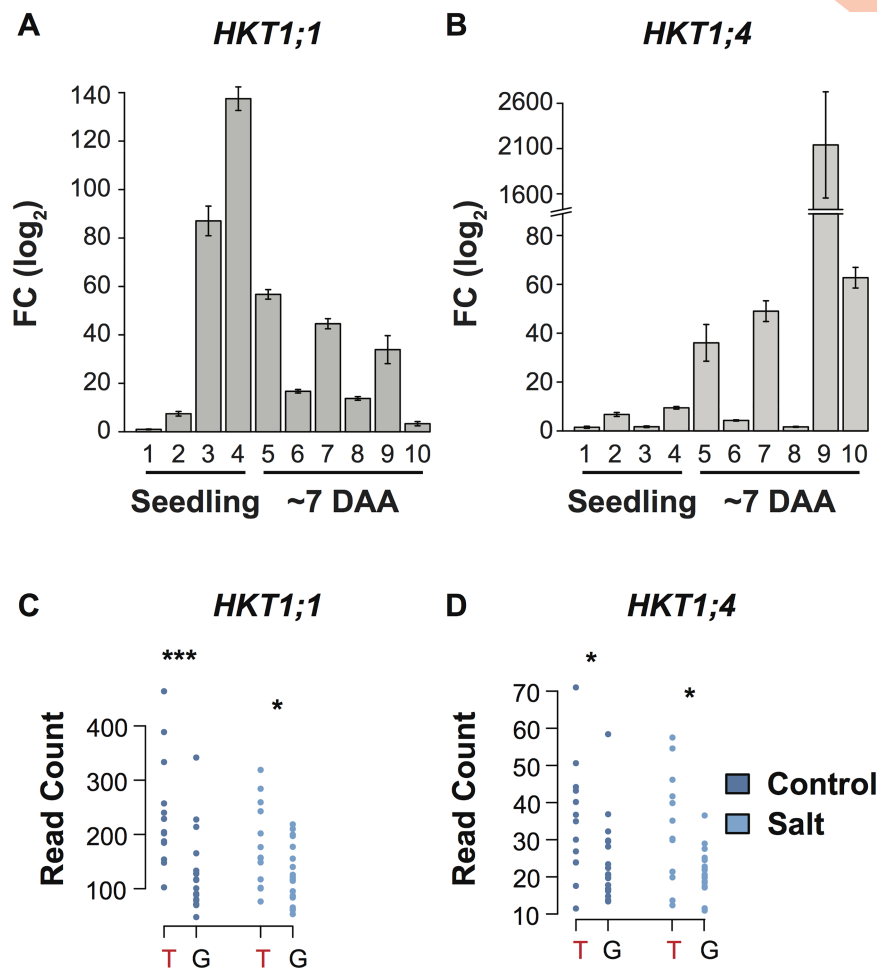 A
HKT1;1
FC (log2)
140
120
100
80
60
40
20
0
1 2 3 4 5 6 7 8 9 10
Seedling ~7 DAA
B
HKT1;4
FC (log2)
2600
2100
1600
80
60
40
20
0
1 2 3 4 5 6 7 8 9 10
Seedling ~7 DAA
C
HKT1;1
*** *
Read Count
400
300
200
100
T G T G
D
HKT1;4
* *
Read Count
70
60
50
40
30
20
10
T G T G
Control
Salt